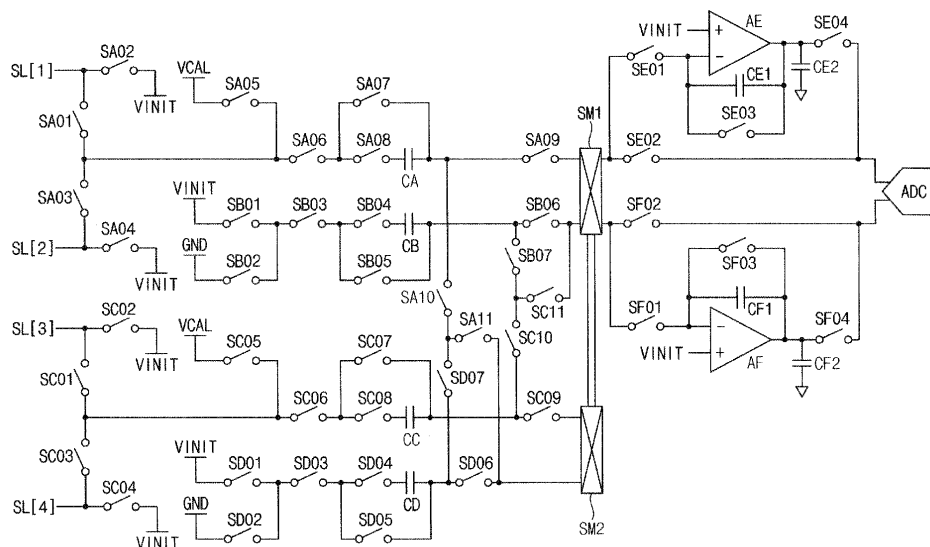 VINIT
AE
SE04
SA02
SL[1]
VCAL
SA05
SA07
SE01
CE1
CE2
VINIT
SE03
SM1
SA01
SA06
SA08
SA09
SE02
CA
ADC
SA03
VINIT
SB01
SB03
SB04
SB06
SF02
SA04
SL[2]
GND
CB
SB07
SF03
VINIT
SB02
SB05
SC11
SA10
CF1
SC02
SL[3]
VCAL
SC05
SC07
SA11
SC10
SF01
SF04
VINIT
VINIT
AF
CF2
SC01
SD07
SC06
SC08
SC09
CC
SC03
VINIT
SD01
SD03
SD04
SD06
SC04
SL[4]
GND
CD
VINIT
SD02
SD05
SM2